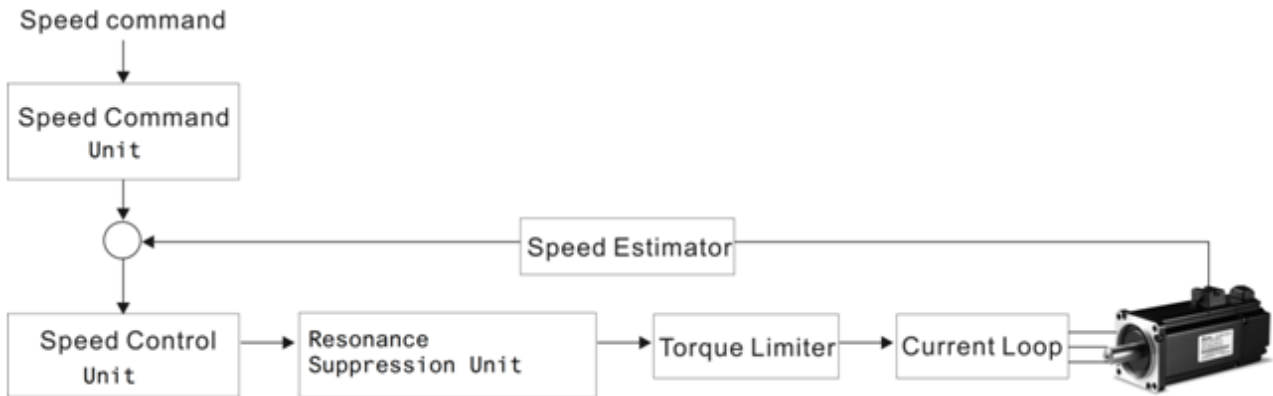 Speed command
Speed Command
Unit
Speed Estimator
Speed Control
Unit
Resonance
Suppression Unit
Torque Limiter
Current Loop